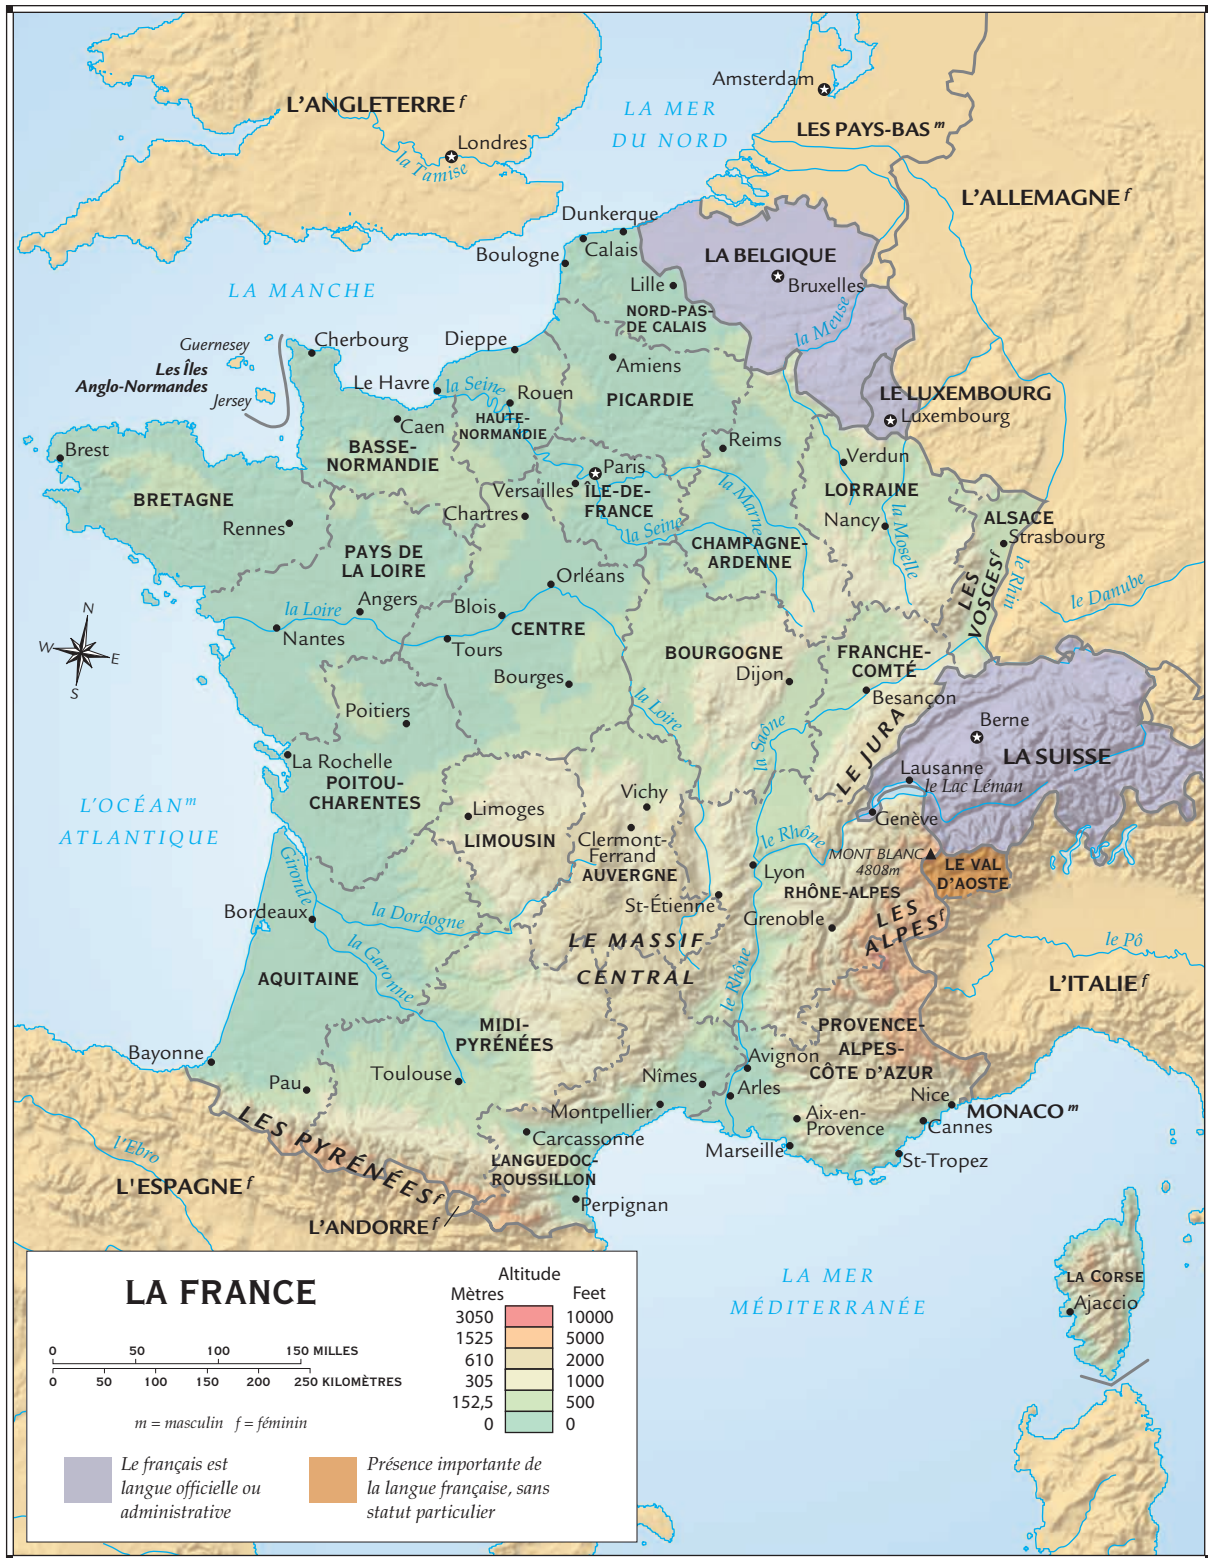 Amsterdam
L'ANGLETERRE f
LA MER
DU NORD
LES PAYS-BAS m
Londres
la Tamise
L'ALLEMAGNE f
Dunkerque
Calais
Boulogne
LA BELGIQUE
Bruxelles
Lille
LA MANCHE
NORD-PAS-
DE CALAIS
la Meuse
Guernesey
Les Îles
Anglo-Normandes
Jersey
Cherbourg
Dieppe
Amiens
Le Havre
la Seine
Rouen
PICARDIE
LE LUXEMBOURG
Luxembourg
HAUTE-
NORMANDIE
Caen
BASSE-
NORMANDIE
Reims
Verdun
Brest
Paris
BRETAGNE
Versailles
ÎLE-DE-
FRANCE
la Marne
LORRAINE
Rennes
Chartres
la Seine
Nancy
la Moselle
ALSACE
Strasbourg
CHAMPAGNE-
ARDENNE
PAYS DE
LA LOIRE
LES
VOSGES f
le Rhin
le Danube
Orléans
Angers
Blois
la Loire
CENTRE
Nantes
Tours
N
W
E
S
BOURGOGNE
Dijon
FRANCHE-
COMTÉ
Besançon
Bourges
la Loire
Poitiers
la Saône
LE JURA
Berne
LA SUISSE
Lausanne
le Lac Léman
Genève
La Rochelle
POITOU-
CHARENTES
L'OCÉAN m
ATLANTIQUE
Vichy
Limoges
LIMOUSIN
Clermont-
Ferrand
AUVERGNE
le Rhône
MONT BLANC
4808m
LE VAL
D'AOSTE
Lyon
RHÔNE-ALPES
Gironde
St-Étienne
Grenoble
LES
ALPES f
Bordeaux
la Dordogne
LE MASSIF
CENTRAL
la Garonne
le Rhône
le Pô
L'ITALIE f
AQUITAINE
MIDI-
PYRÉNÉES
PROVENCE-
ALPES-
CÔTE D'AZUR
Bayonne
Pau
Toulouse
Nîmes
Avignon
Arles
Montpellier
Aix-en-
Provence
Nice
MONACO m
Cannes
Marseille
St-Tropez
LES PYRÉNÉES f
Carcassonne
LANGUEDOC-
ROUSSILLON
Perpignan
l'Ebro
L'ESPAGNE f
L'ANDORRE f
LA MER
MÉDITERRANÉE
LA CORSE
Ajaccio
LA FRANCE
0 50 100 150 MILLES
0 50 100 150 200 250 KILOMÈTRES
m = masculin f = féminin
Altitude
Mètres Feet
3050 10000
1525 5000
610 2000
305 1000
152,5 500
0 0
Le français est
langue officielle ou
administrative
Présence importante de
la langue française, sans
statut particulier